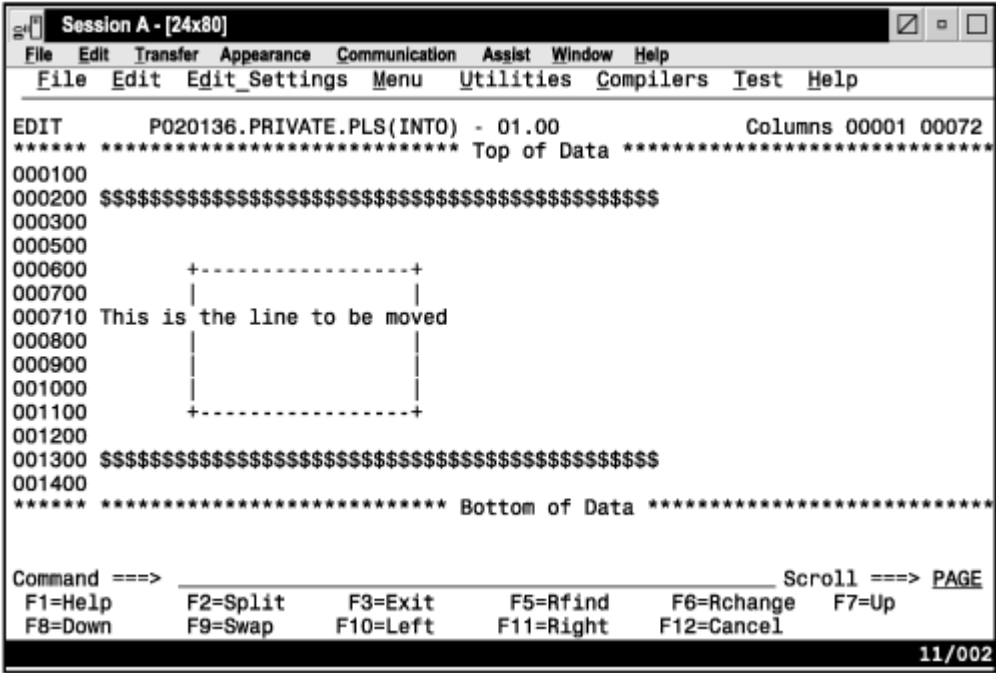 Session A - [24x80]
File Edit Transfer Appearance Communication Assist Window Help
File Edit Edit_Settings Menu Utilities Compilers Test Help
EDIT P020136.PRIVATE.PLS(INTO) - 01.00 Columns 00001 00072
****** ***************************** Top of Data ******************************
000100
000200 $$$$$$$$$$$$$$$$$$$$$$$$$$$$$$$$$$$$$$$$$$$$$
000300
000500
000600 +-----------------+
000700 | |
000710 This is the line to be moved
000800 | |
000900 | |
001000 | |
001100 +-----------------+
001200
001300 $$$$$$$$$$$$$$$$$$$$$$$$$$$$$$$$$$$$$$$$$$$$$
001400
****** **************************** Bottom of Data ****************************
Command ===> Scroll ===> PAGE
F1=Help F2=Split F3=Exit F5=Rfind F6=Rchange F7=Up
F8=Down F9=Swap F10=Left F11=Right F12=Cancel
11/002